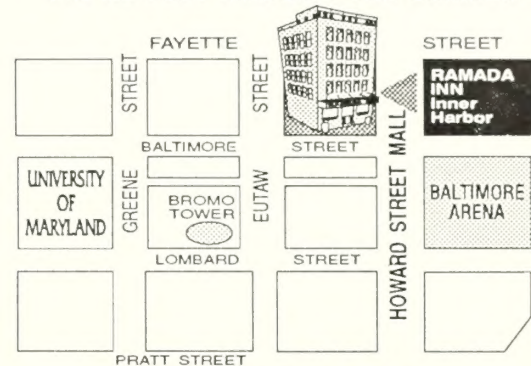 FAYETTE
STREET
STREET
STREET
RAMADA
INN
Inner
Harbor
BALTIMORE
STREET
UNIVERSITY
OF
MARYLAND
GREENE
BROMO
TOWER
EUTAW
HOWARD STREET MALL
BALTIMORE
ARENA
LOMBARD
STREET
PRATT STREET